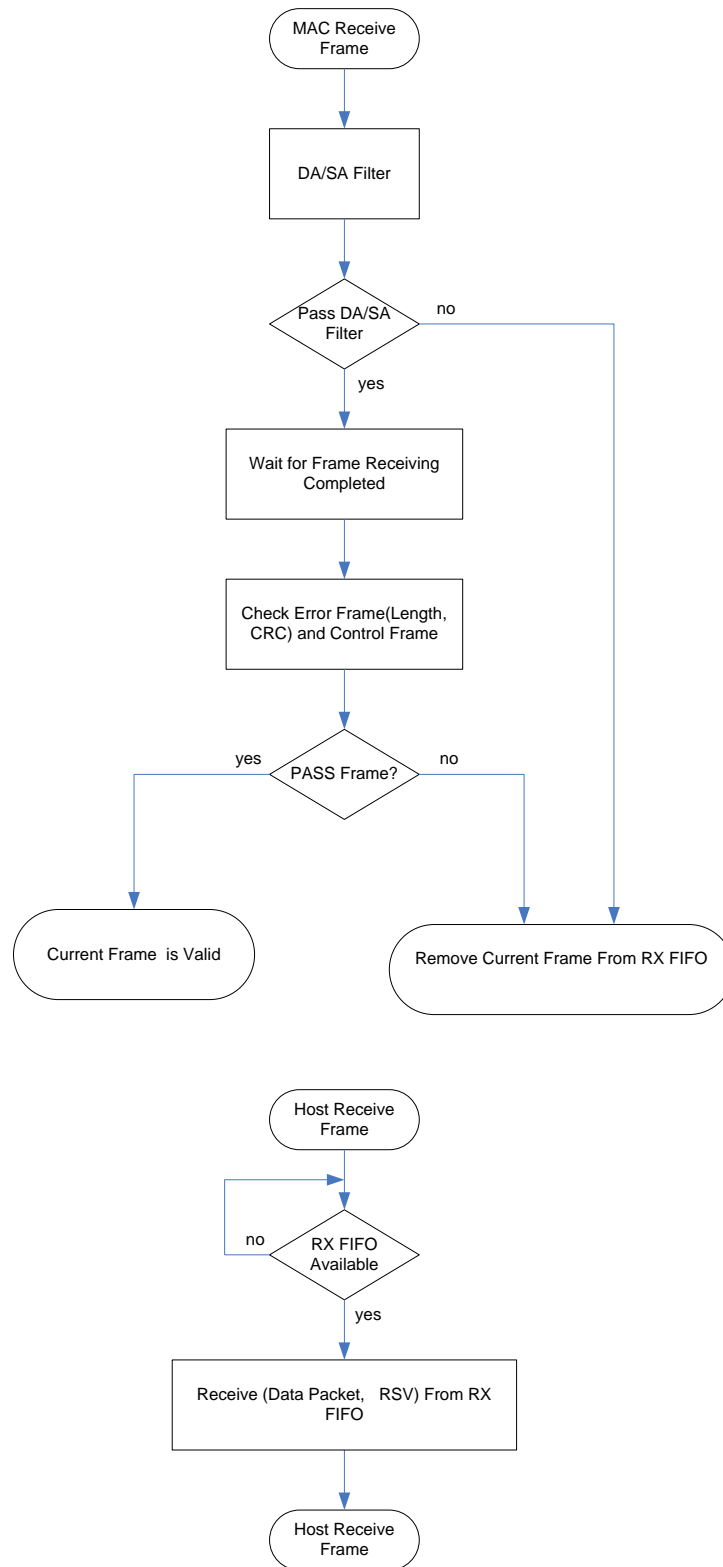 MAC Receive
Frame
DA/SA Filter
Pass DA/SA
Filter
no
yes
Wait for Frame Receiving
Completed
Check Error Frame(Length,
CRC) and Control Frame
yes
PASS Frame?
no
Current Frame is Valid
Remove Current Frame From RX FIFO
Host Receive
Frame
no
RX FIFO
Available
yes
Receive (Data Packet, RSV) From RX
FIFO
Host Receive
Frame